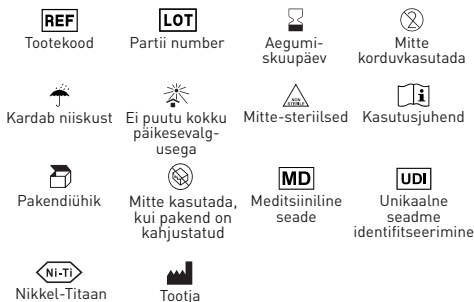 REF
Tootekood
LOT
Partii number
Aegumi-
skuupäev
2
Mitte
korduvkasutada
Kardab niiskust
Ei puutu kokku
päikesevalg-
usega
NON
STERILE
Mitte-steriilsed
i
Kasutusjuhend
Pakendiühik
Mitte kasutada,
kui pakend on
kahjustatud
MD
Meditsiiniline
seade
UDI
Unikaalne
seadme
identifitseerimine
Ni-Ti
Nikkel-Titaan
Tootja